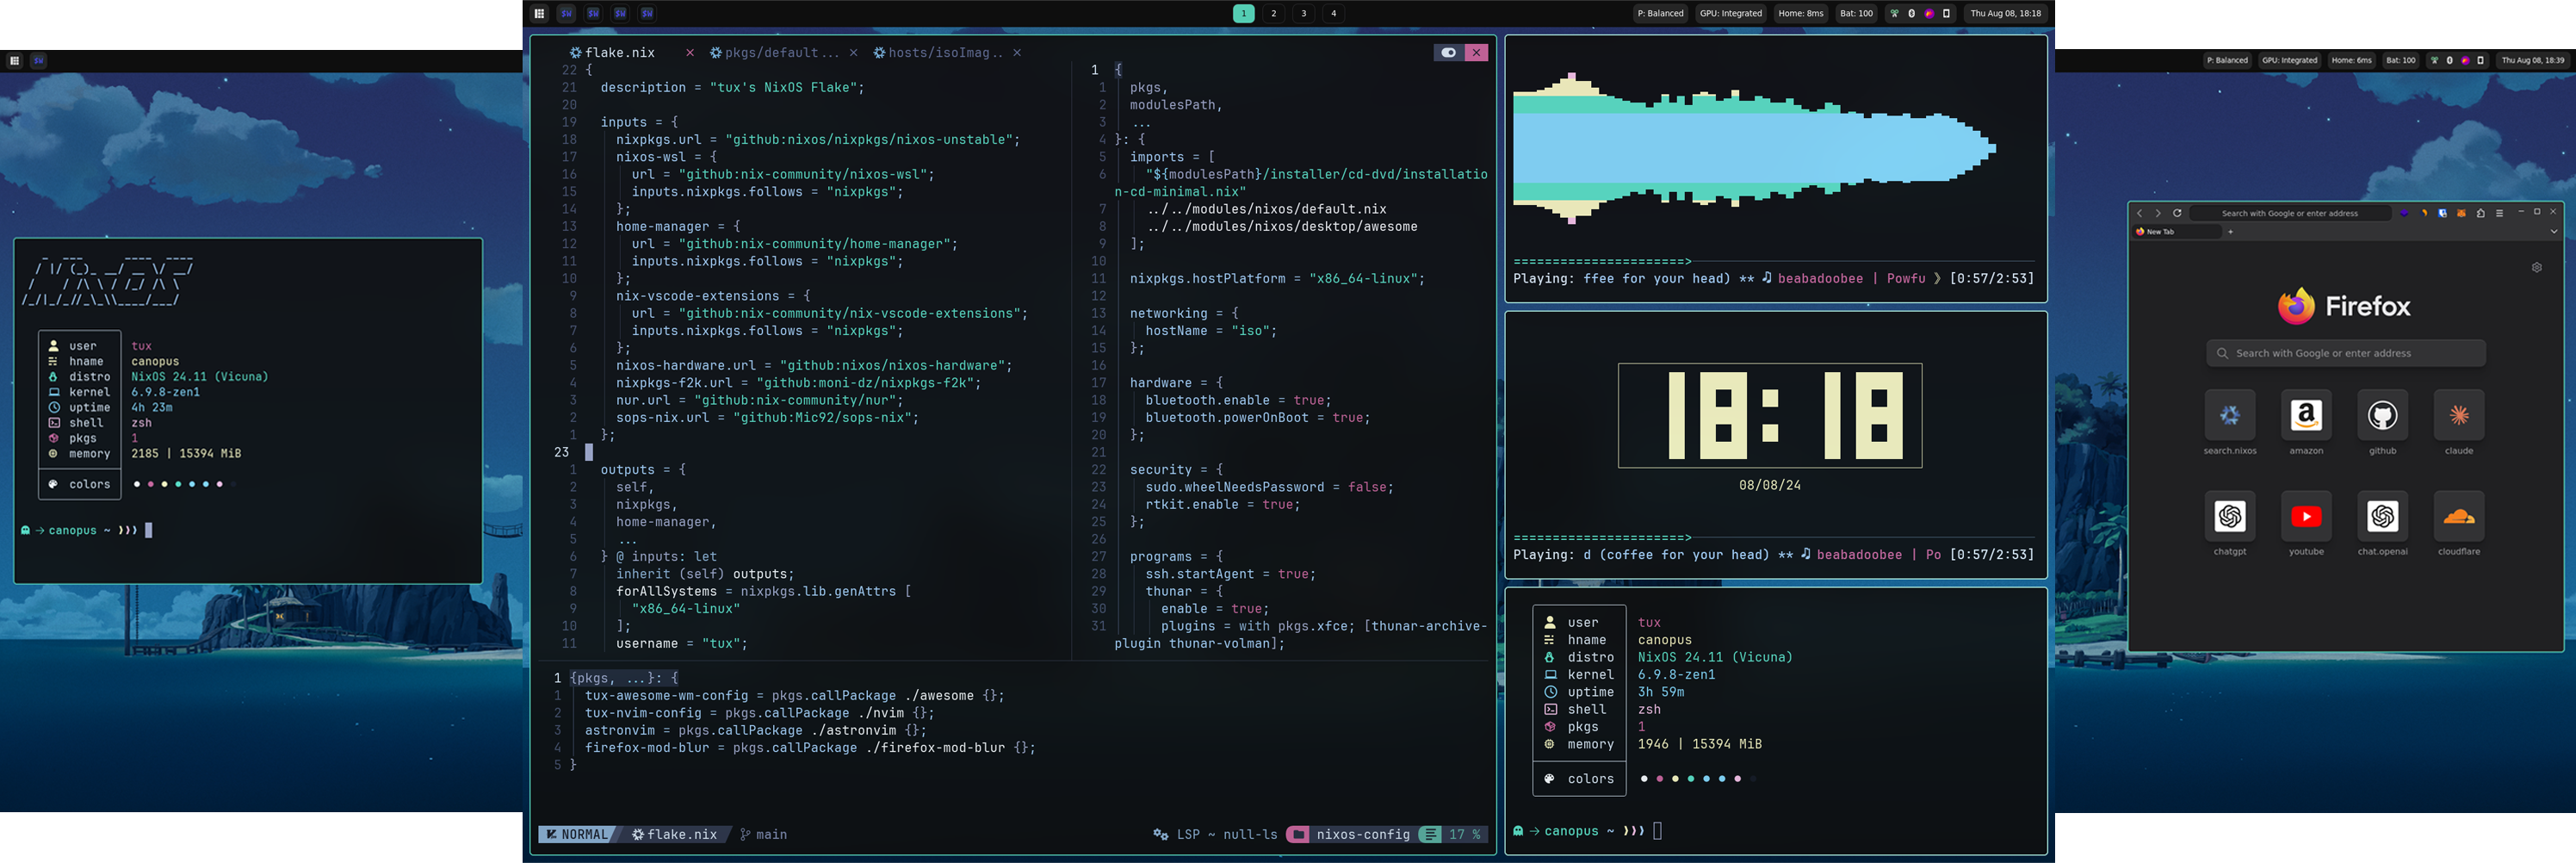 user tux
hname canopus
distro NixOS 24.11 (Vicuna)
kernel 6.9.8-zen1
uptime 4h 23m
shell zsh
pkgs 1
memory 2185 | 15394 MiB
colors
→ canopus ~ ❯❯❯
1 2 3 4
P: Balanced GPU: Integrated Home: 8ms Bat: 100 Thu Aug 08, 18:18
flake.nix × pkgs/default... × hosts/isoImag.. ×
22 {
21 description = "tux's NixOS Flake";
20
19 inputs = {
18 nixpkgs.url = "github:nixos/nixpkgs/nixos-unstable";
17 nixos-wsl = {
16 url = "github:nix-community/nixos-wsl";
15 inputs.nixpkgs.follows = "nixpkgs";
14 };
13 home-manager = {
12 url = "github:nix-community/home-manager";
11 inputs.nixpkgs.follows = "nixpkgs";
10 };
9 nix-vscode-extensions = {
8 url = "github:nix-community/nix-vscode-extensions";
7 inputs.nixpkgs.follows = "nixpkgs";
6 };
5 nixos-hardware.url = "github:nixos/nixos-hardware";
4 nixpkgs-f2k.url = "github:moni-dz/nixpkgs-f2k";
3 nur.url = "github:nix-community/nur";
2 sops-nix.url = "github:Mic92/sops-nix";
1 };
23
1 outputs = {
2 self,
3 nixpkgs,
4 home-manager,
5 ...
6 } @ inputs: let
7 inherit (self) outputs;
8 forAllSystems = nixpkgs.lib.genAttrs [
9 "x86_64-linux"
10 ];
11 username = "tux";
1 {
1 pkgs,
2 modulesPath,
3 ...
4 }: {
5 imports = [
6 "${modulesPath}/installer/cd-dvd/installatio
n-cd-minimal.nix"
7 ../../modules/nixos/default.nix
8 ../../modules/nixos/desktop/awesome
9 ];
10
11 nixpkgs.hostPlatform = "x86_64-linux";
12
13 networking = {
14 hostName = "iso";
15 };
16
17 hardware = {
18 bluetooth.enable = true;
19 bluetooth.powerOnBoot = true;
20 };
21
22 security = {
23 sudo.wheelNeedsPassword = false;
24 rtkit.enable = true;
25 };
26
27 programs = {
28 ssh.startAgent = true;
29 thunar = {
30 enable = true;
31 plugins = with pkgs.xfce; [thunar-archive-
plugin thunar-volman];
1 {pkgs, ...}: {
1 tux-awesome-wm-config = pkgs.callPackage ./awesome {};
2 tux-nvim-config = pkgs.callPackage ./nvim {};
3 astronvim = pkgs.callPackage ./astronvim {};
4 firefox-mod-blur = pkgs.callPackage ./firefox-mod-blur {};
5 }
NORMAL flake.nix main LSP ~ null-ls nixos-config 17 %
======================>
Playing: ffee for your head) ** ♫ beabadoobee | Powfu 》 [0:57/2:53]
18:18
08/08/24
======================>
Playing: d (coffee for your head) ** ♫ beabadoobee | Po [0:57/2:53]
user tux
hname canopus
distro NixOS 24.11 (Vicuna)
kernel 6.9.8-zen1
uptime 3h 59m
shell zsh
pkgs 1
memory 1946 | 15394 MiB
colors
→ canopus ~ ❯❯❯
P: Balanced GPU: Integrated Home: 6ms Bat: 100 Thu Aug 08, 18:39
Search with Google or enter address
New Tab +
Firefox
Search with Google or enter address
search.nixos amazon github claude
chatgpt youtube chat.openai cloudflare